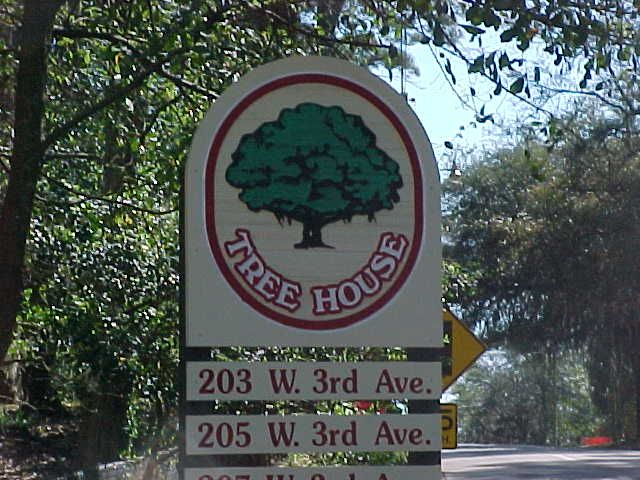 TREE HOUSE
203 W. 3rd Ave.
205 W. 3rd Ave.